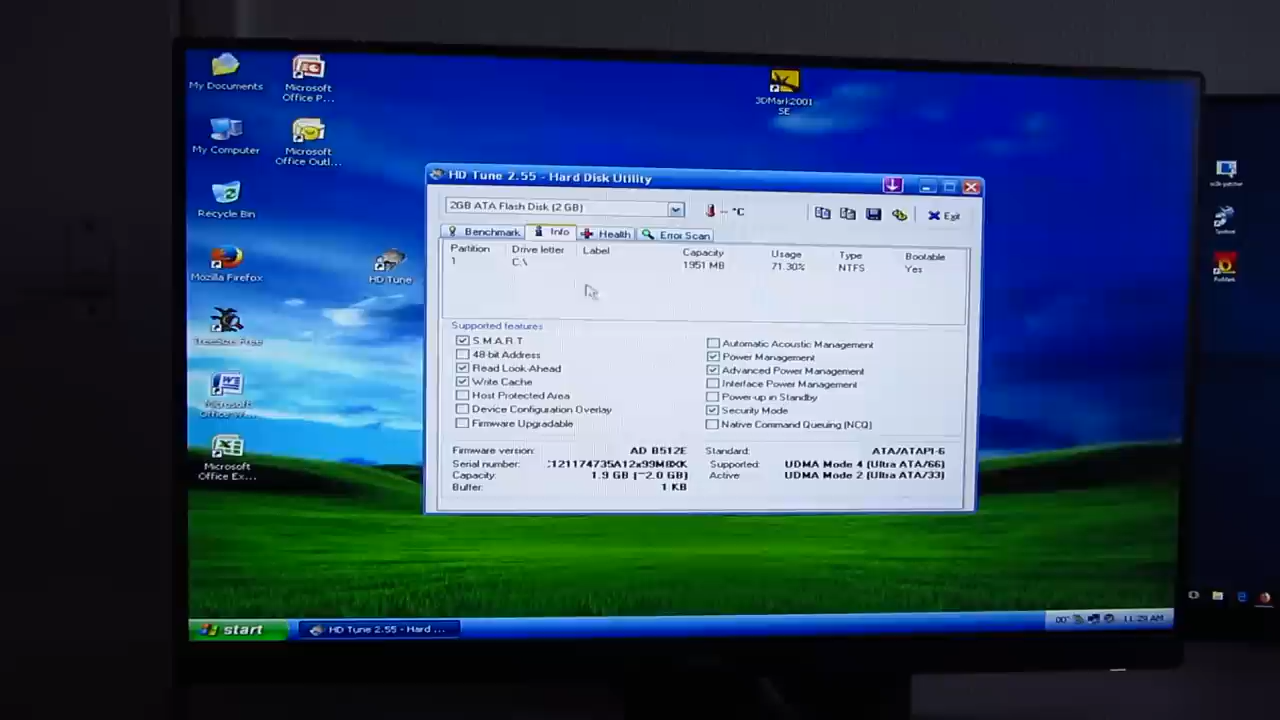 My Documents
Microsoft
Office P...
3DMark2001
SE
My Computer
Microsoft
Office Outl...
Recycle Bin
Mozilla Firefox
HD Tune
TreeSize Free
Microsoft
Office W...
Microsoft
Office Ex...
HD Tune 2.55 - Hard Disk Utility
2GB ATA Flash Disk (2 GB)
-- °C
Exit
Benchmark
Info
Health
Error Scan
Partition Drive letter Label Capacity Usage Type Bootable
1 C:\ 1951 MB 71.30% NTFS Yes
Supported features
S.M.A.R.T
48-bit Address
Read Look-Ahead
Write Cache
Host Protected Area
Device Configuration Overlay
Firmware Upgradable
Automatic Acoustic Management
Power Management
Advanced Power Management
Interface Power Management
Power-up in Standby
Security Mode
Native Command Queuing (NCQ)
Firmware version: AD B512E
Serial number:
Capacity: 1.9 GB (~2.0 GB)
Buffer: 1 KB
Standard: ATA/ATAPI-6
Supported: UDMA Mode 4 (Ultra ATA/66)
Active: UDMA Mode 2 (Ultra ATA/33)
start
HD Tune 2.55 - Hard ...
11:29 AM